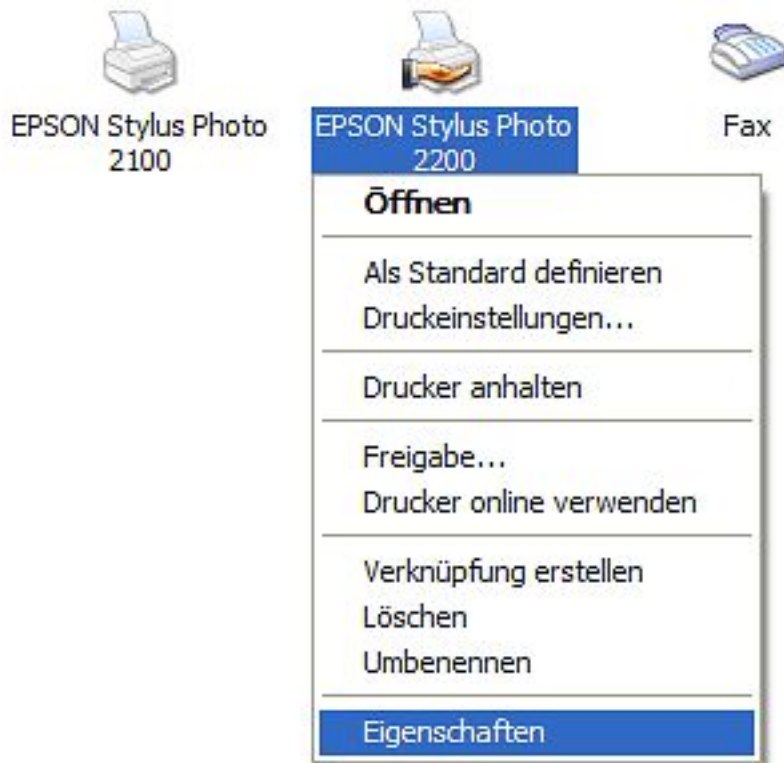 EPSON Stylus Photo
2100
EPSON Stylus Photo
2200
Fax
Öffnen
Als Standard definieren
Druckeinstellungen...
Drucker anhalten
Freigabe...
Drucker online verwenden
Verknüpfung erstellen
Löschen
Umbenennen
Eigenschaften